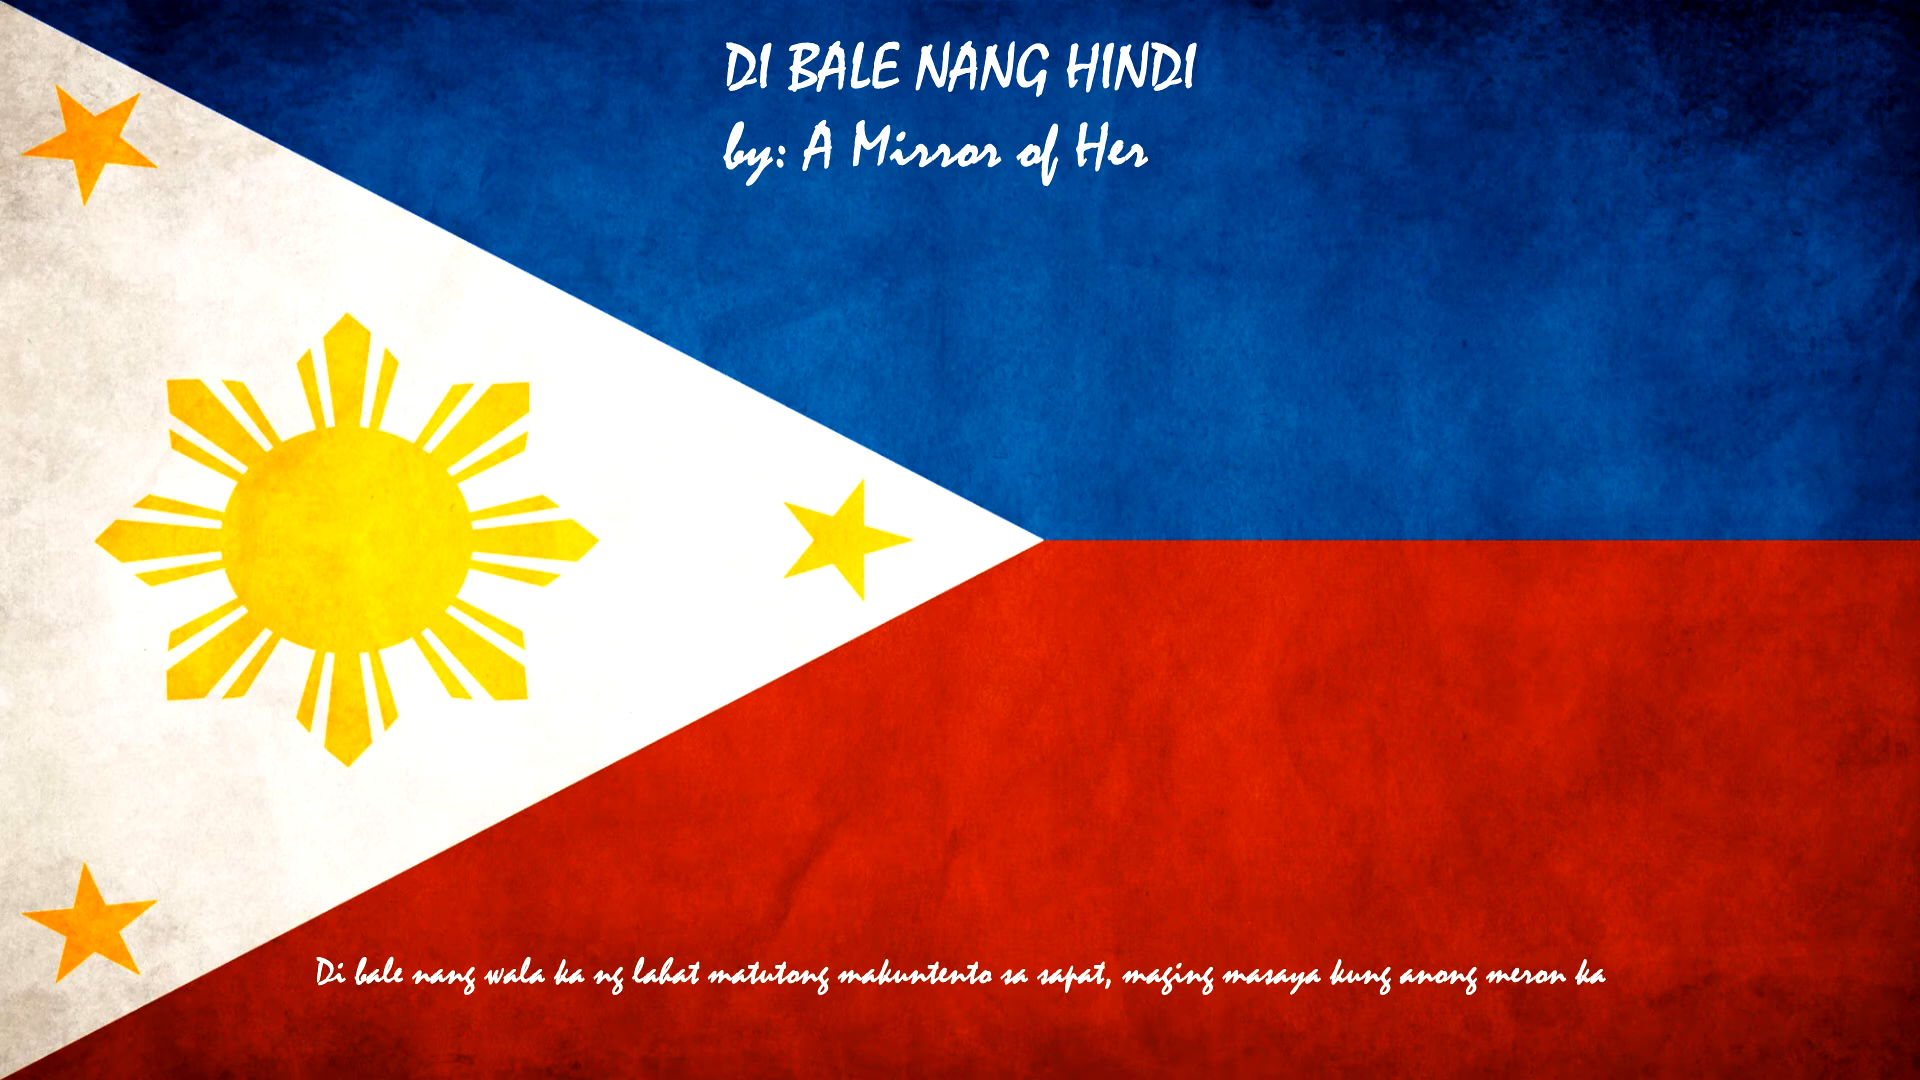 DI BALE NANG HINDI
by: A Mirror of Her
Di bale nang wala ka ng lahat matutong makuntento sa sapat, maging masaya kung anong meron ka